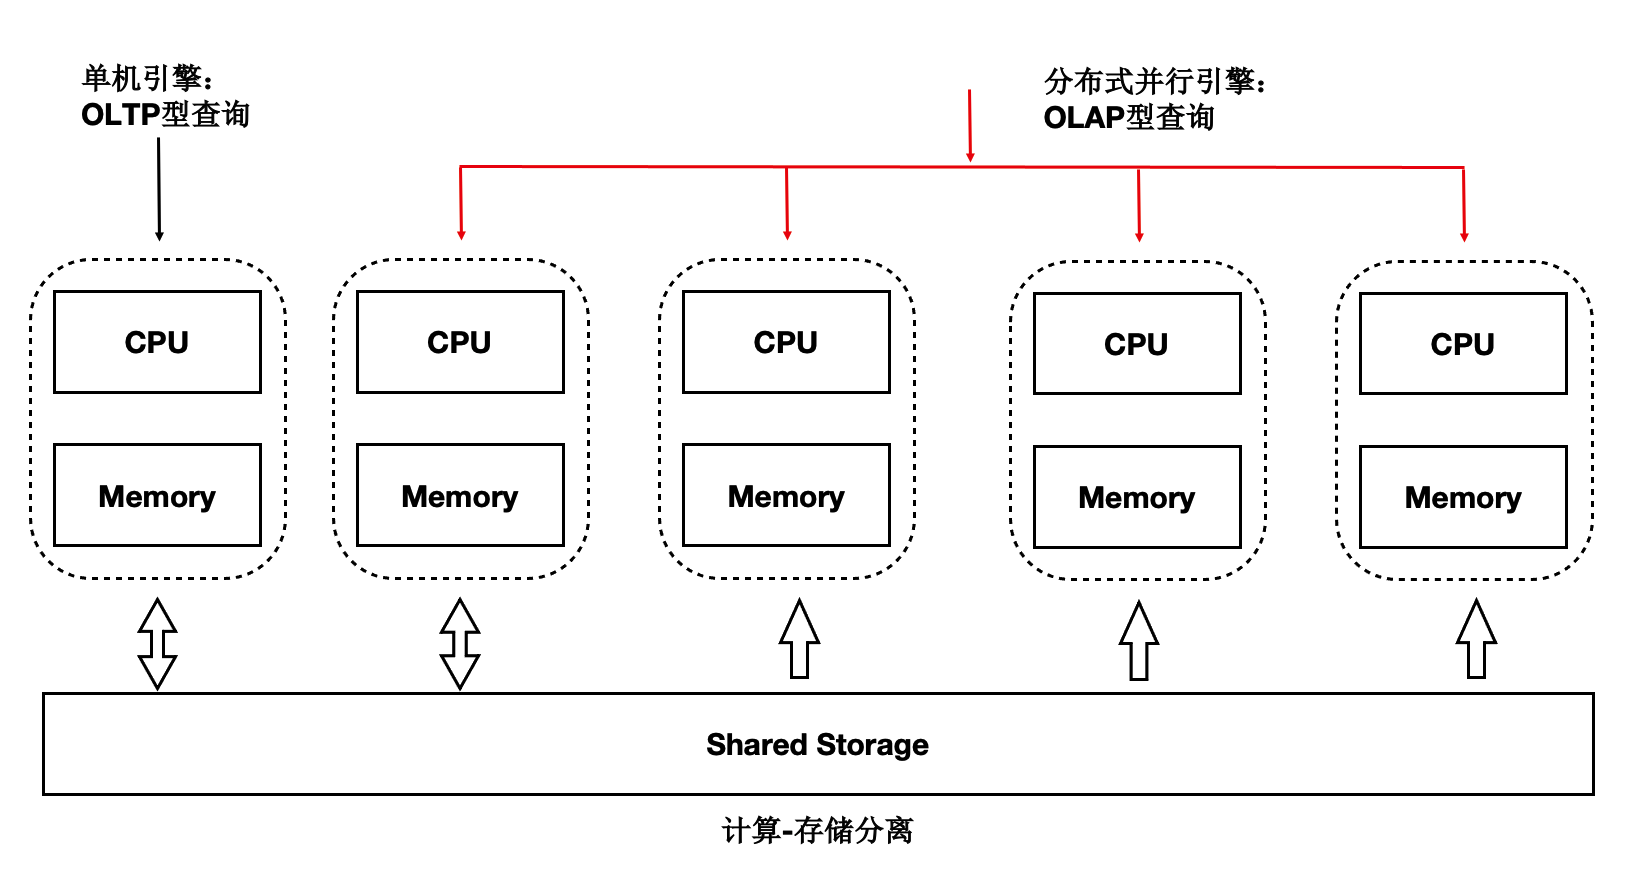 单机引擎：
OLTP型查询
分布式并行引擎：
OLAP型查询
CPU
CPU
CPU
CPU
CPU
Memory
Memory
Memory
Memory
Memory
Shared Storage
计算-存储分离